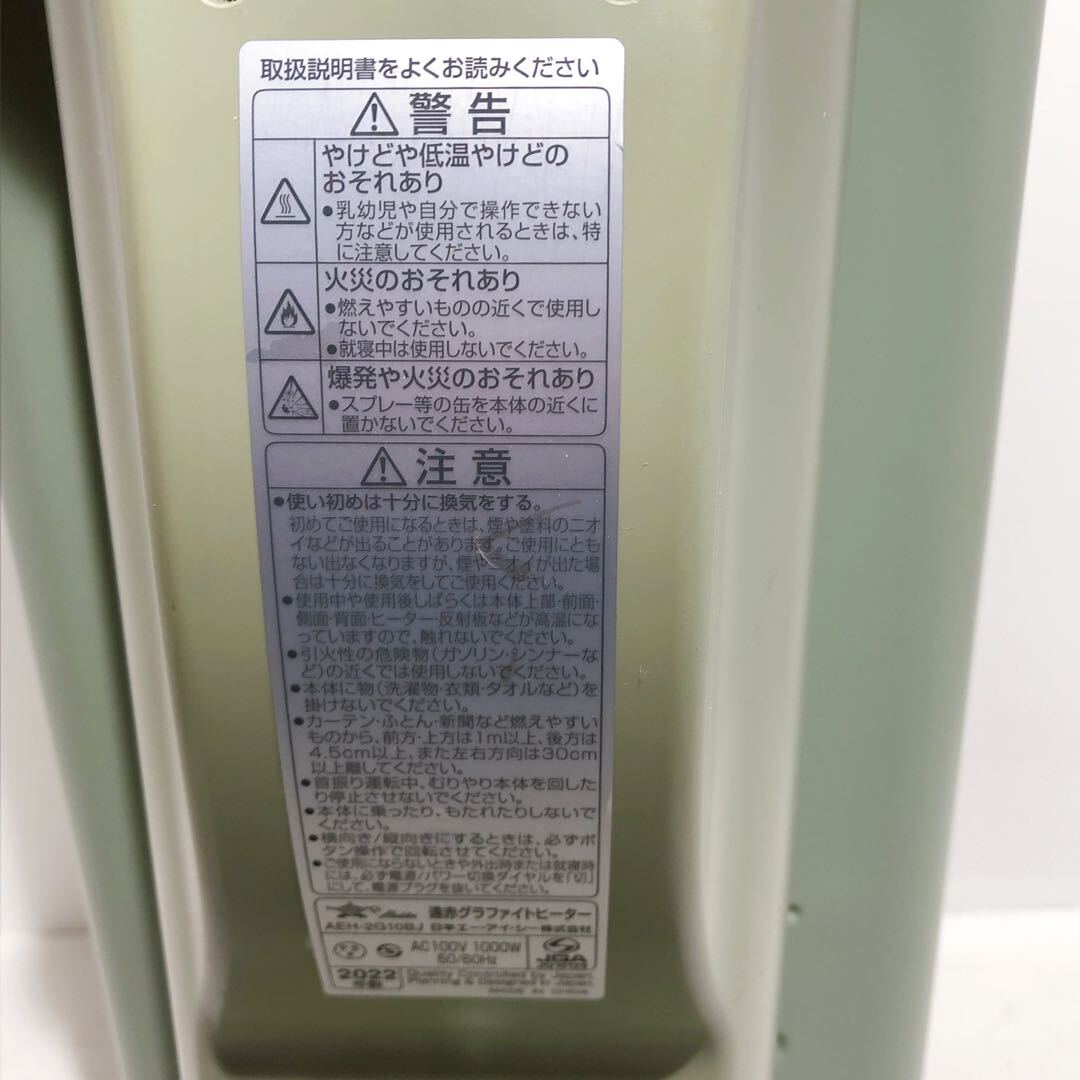 取扱説明書をよくお読みください
警告
やけどや低温やけどの
おそれあり
●乳幼児や自分で操作できない
方などが使用されるときは、特
に注意してください。
火災のおそれあり
●燃えやすいものの近くで使用し
ないでください。
●就寝中は使用しないでください。
爆発や火災のおそれあり
●スプレー等の缶を本体の近くに
置かないでください。
注意
●使い初めは十分に換気をする。
初めてご使用になるときは、煙や塗料のニオ
イなどが出ることがあります。ご使用にとも
ない出なくなりますが、煙やニオイが出た場
合は十分に換気をしてご使用ください。
●使用中や使用後しばらくは本体上部・前面・
側面・背面・ヒーター・反射板などが高温にな
っていますので、触れないでください。
●引火性の危険物(ガソリン・シンナーな
ど)の近くでは使用しないでください。
●本体に物(洗濯物・衣類・タオルなど)を
掛けないでください。
●カーテン・ふとん・新聞など燃えやすい
ものから、前方・上方は1m以上、後方は
4.5cm以上、また左右方向は30cm
以上離してください。
●首振り運転中、むりやり本体を回した
り停止させないでください。
●本体に乗ったり、もたれたりしないで
ください。
●横向き/縦向きにするときは、必ずボ
タン操作で回転させてください。
●ご使用にならないときや外出時または就寝時
には、必ず電源/パワー切換ダイヤルを「切」
にして、電源プラグを抜いてください。
Aladdin 遠赤グラファイトヒーター
AEH-2G10BJ 日本エー・アイ・シー株式会社
AC100V 1000W
50/60Hz
JQA
2022
年製
Quality Controlled by Japan.
Planning & Designed in Japan.
MADE IN CHINA